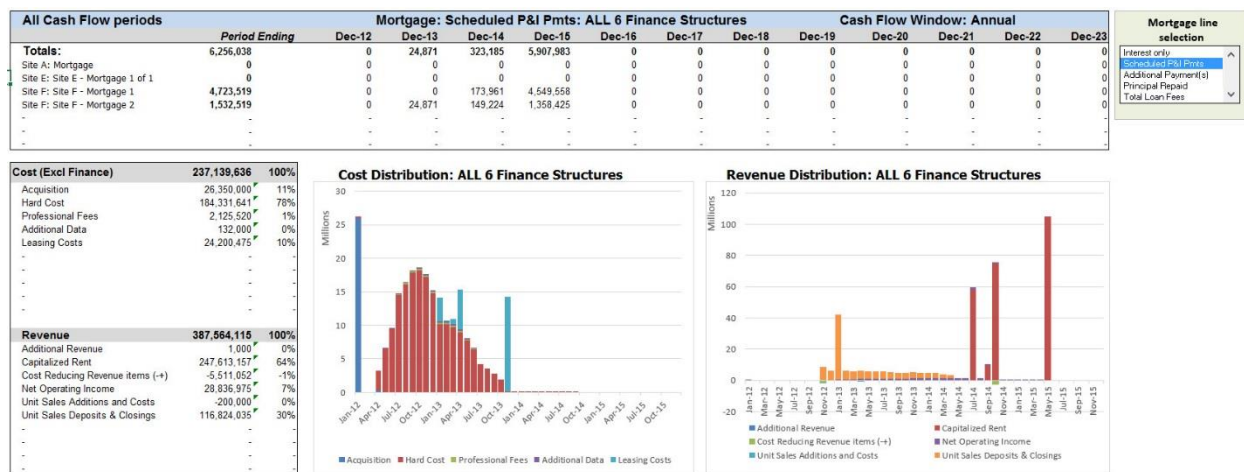 All Cash Flow periods Mortgage: Scheduled P&I Pmts: ALL 6 Finance Structures Cash Flow Window: Annual
Period Ending Dec-12 Dec-13 Dec-14 Dec-15 Dec-16 Dec-17 Dec-18 Dec-19 Dec-20 Dec-21 Dec-22 Dec-23
Totals: 6,256,038 0 24,871 323,185 5,907,983 0 0 0 0 0 0 0 0
Site A: Mortgage 0 0 0 0 0 0 0 0 0 0 0 0 0
Site E: Site E - Mortgage 1 of 1 0 0 0 0 0 0 0 0 0 0 0 0 0
Site F: Site F - Mortgage 1 4,723,519 0 0 173,961 4,549,558 0 0 0 0 0 0 0 0
Site F: Site F - Mortgage 2 1,532,519 0 24,871 149,224 1,358,425 0 0 0 0 0 0 0 0
- - - - - - - - - - - - - -
- - - - - - - - - - - - - -
- - - - - - - - - - - - - -
Mortgage line
selection
Interest only
Scheduled P&I Pmts
Additional Payment(s)
Principal Repaid
Total Loan Fees
Cost (Excl Finance) 237,139,636 100%
Acquisition 26,350,000 11%
Hard Cost 184,331,641 78%
Professional Fees 2,125,520 1%
Additional Data 132,000 0%
Leasing Costs 24,200,475 10%
- - -
- - -
- - -
- - -
- - -
Revenue 387,564,115 100%
Additional Revenue 1,000 0%
Capitalized Rent 247,613,157 64%
Cost Reducing Revenue items (-+) -5,511,052 -1%
Net Operating Income 28,836,975 7%
Unit Sales Additions and Costs -200,000 0%
Unit Sales Deposits & Closings 116,824,035 30%
- - -
- - -
- - -
- - -
Cost Distribution: ALL 6 Finance Structures
Millions
30
25
20
15
10
5
0
Jan-12 Apr-12 Jul-12 Oct-12 Jan-13 Apr-13 Jul-13 Oct-13 Jan-14 Apr-14 Jul-14 Oct-14 Jan-15 Apr-15 Jul-15 Oct-15
Acquisition Hard Cost Professional Fees Additional Data Leasing Costs
Revenue Distribution: ALL 6 Finance Structures
Millions
120
100
80
60
40
20
0
-20
Jan-12 Mar-12 May-12 Jul-12 Sep-12 Nov-12 Jan-13 Mar-13 May-13 Jul-13 Sep-13 Nov-13 Jan-14 Mar-14 May-14 Jul-14 Sep-14 Nov-14 Jan-15 Mar-15 May-15 Jul-15 Sep-15 Nov-15
Additional Revenue Capitalized Rent
Cost Reducing Revenue items (-+) Net Operating Income
Unit Sales Additions and Costs Unit Sales Deposits & Closings